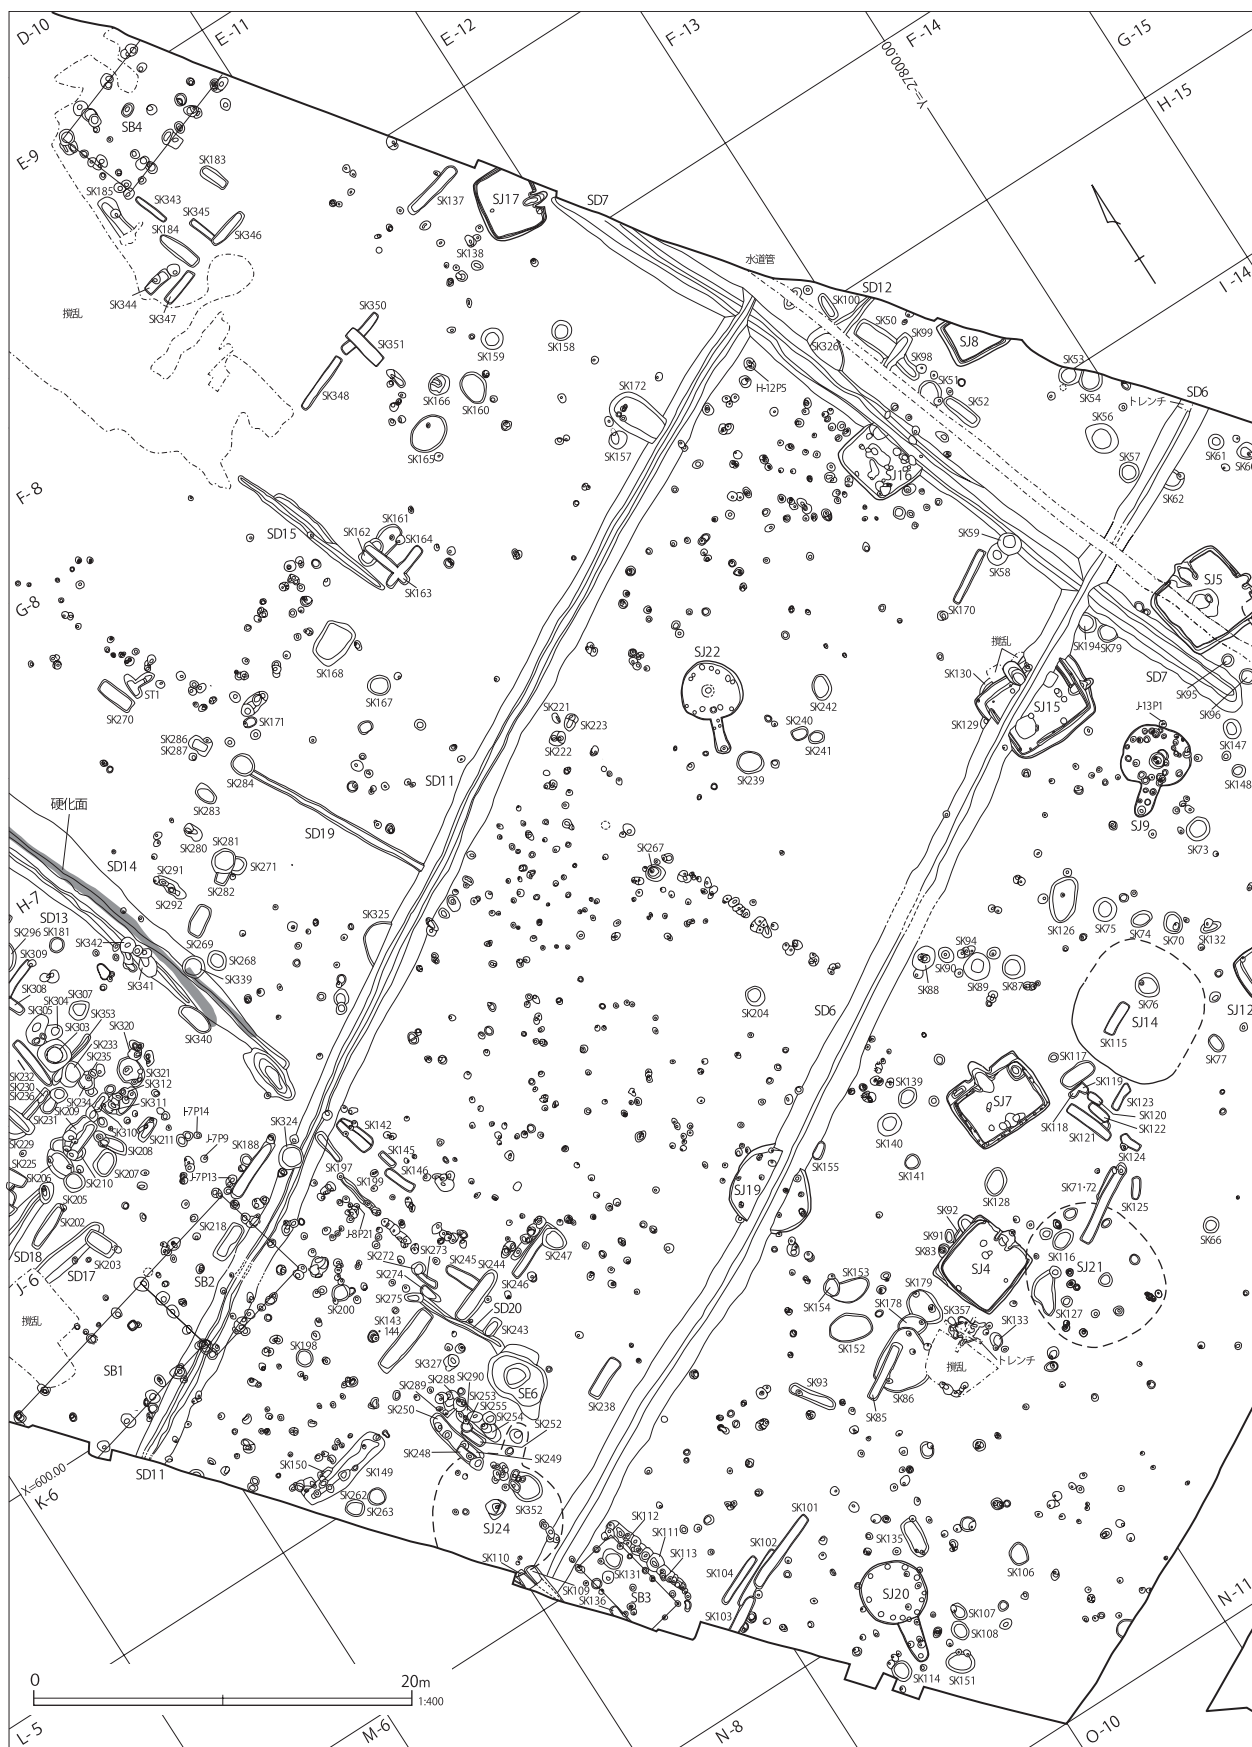 D-10
E-11
E-12
F-13
F-14
G-15
Y=-27800.00
H-15
I-14
E-9
SB4
SK183
SK185
SK343
SK345
SK184
SK346
SK344
SK347
攪乱
SK137
SJ17
SD7
SK138
水道管
SK100
SD12
SK50
SK99
SJ8
SK326
SK98
SK51
SK52
SK53
SK54
トレンチ
SD6
SK350
SK351
SK159
SK158
SK348
SK166
SK160
SK172
SK165
SK157
H-12P5
SJ16
SK56
SK57
SK61
SK62
F-8
SD15
SK161
SK162
SK164
SK163
SK59
SK58
SK170
SJ5
G-8
SK168
SK167
ST1
SK270
SK171
SK286
SK287
SK284
SJ22
SK221
SK223
SK222
SK242
SK240
SK241
SK239
攪乱
SK130
SK129
SJ15
SK194
SK79
SD7
SK95
SK96
J-13P1
SK147
SK148
SJ9
SK73
SD11
硬化面
SD14
SK283
SD19
SK280
SK281
SK271
SK282
SK291
SK292
SK269
SK267
SK325
SK126
SK75
SK74
SK70
SK132
H-7
SD13
SK296
SK181
SK309
SK342
SK268
SK339
SK341
SK340
SK308
SK304
SK307
SK305
SK303
SK353
SK320
SK233
SK235
SK321
SK312
SK232
SK230
SK236
SK234
SK311
SK209
SK231
SK310
SK211
I-7P14
SK229
SK208
J-7P9
SK225
SK207
SK206
SK210
J-7P13
SK188
SK324
SK205
SK202
SK94
SK90
SK88
SK89
SK87
SK204
SD6
SK76
SJ14
SK115
SJ12
SK77
SK117
SK119
SK123
SK120
SK118
SK122
SK121
SK124
SJ7
SK139
SK140
SK141
SK142
SK145
SK197
SK146
SK199
J-8P21
SK155
SJ19
SK128
SK71·72
SK125
SK66
SD18
SK218
SK203
SD17
J-6
SB2
SK272
SK273
SK245
SK244
SK274
SK247
SK246
SK275
SD20
SK200
SK143
144
SK243
SK92
SK91
SK83
SJ4
SK116
SJ21
SK127
SK153
SK154
SK179
SK178
SK357
SK133
SK152
トレンチ
攪乱
SK86
SK85
SK93
攪乱
SB1
SK198
SK327
SE6
SK290
SK288
SK289
SK253
SK255
SK250
SK254
SK252
SK248
SK249
SK238
SD11
SK150
SK149
SK262
SK263
X=600.00
K-6
SK352
SJ24
SK110
SK112
SK111
SK113
SK131
SK109
SK136
SB3
SK101
SK102
SK104
SK103
SK135
SK106
SJ20
SK107
SK108
SK114
SK151
N-11
0
20m
1:400
L-5
M-6
N-8
O-10